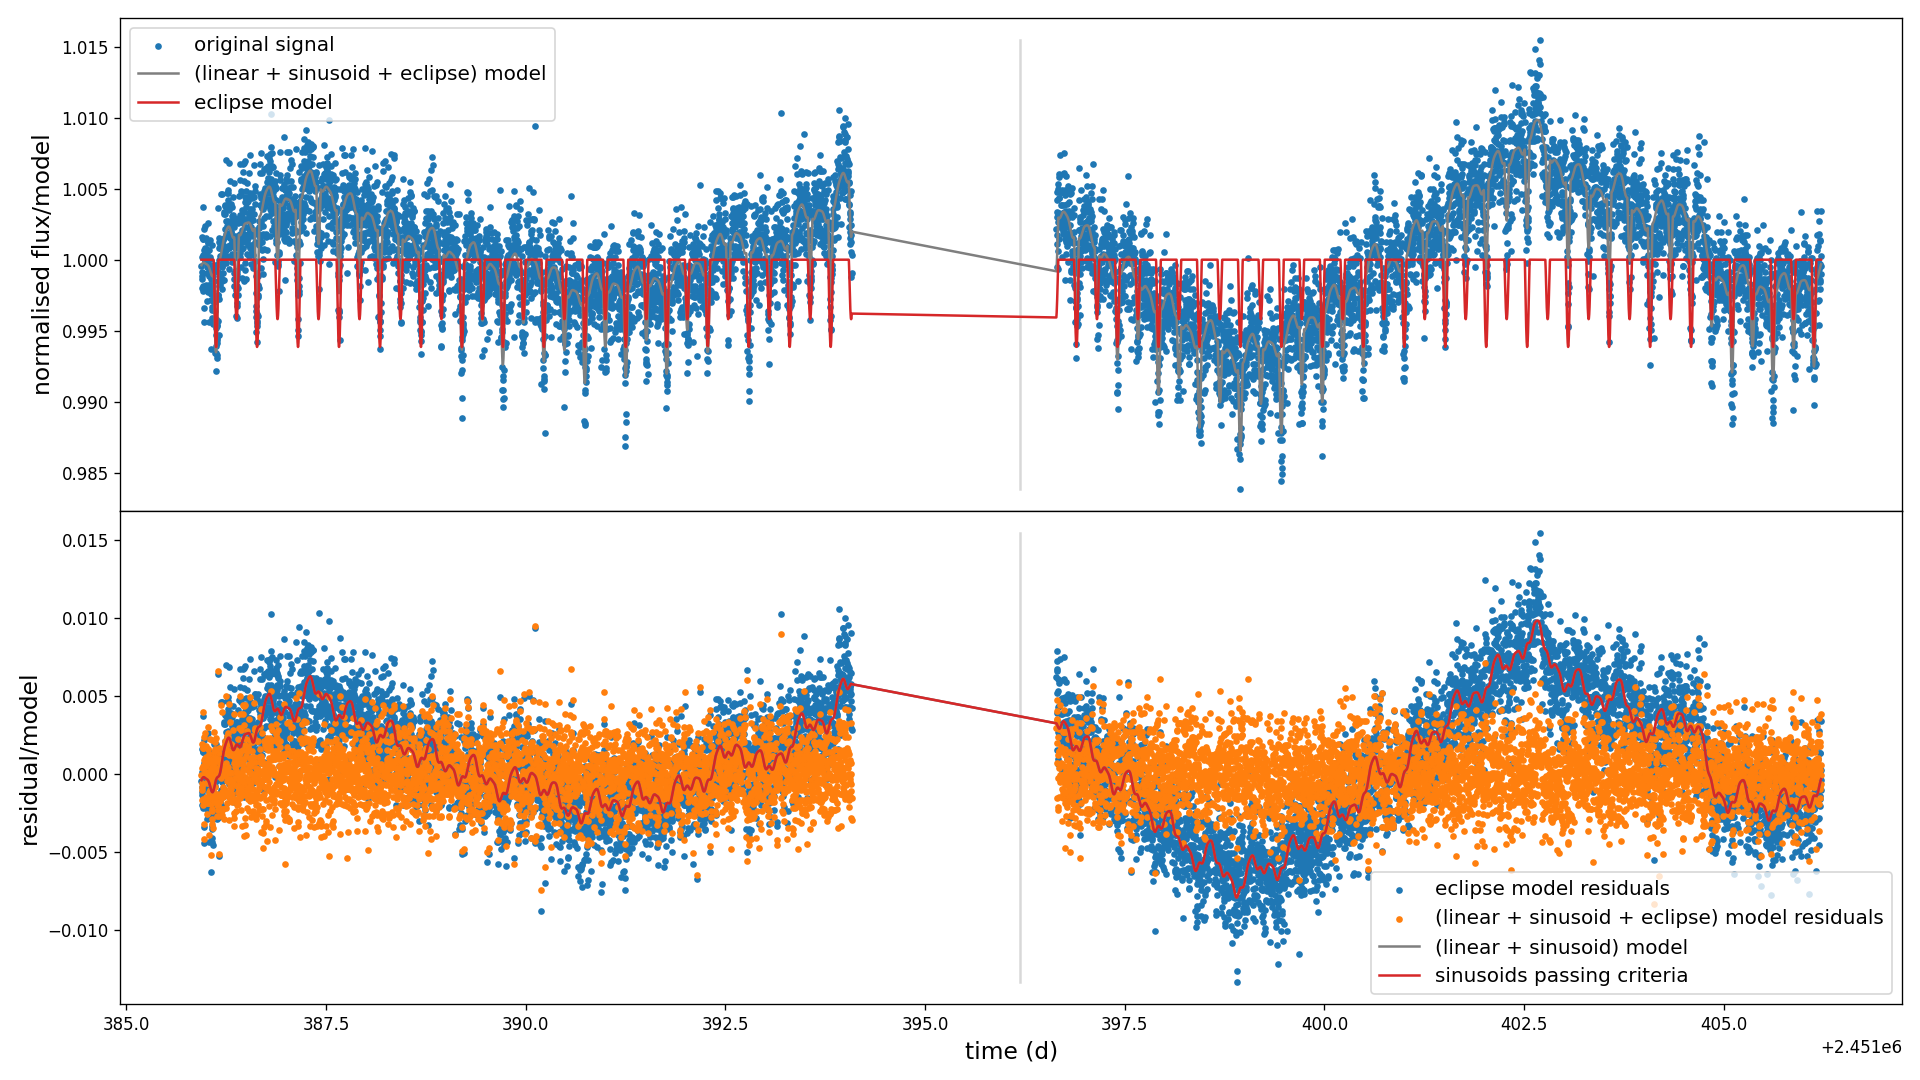 original signal
(linear + sinusoid + eclipse) model
eclipse model
normalised flux/model
1.015
1.010
1.005
1.000
0.995
0.990
0.985
residual/model
0.015
0.010
0.005
0.000
−0.005
−0.010
eclipse model residuals
(linear + sinusoid + eclipse) model residuals
(linear + sinusoid) model
sinusoids passing criteria
385.0 387.5 390.0 392.5 395.0 397.5 400.0 402.5 405.0
+2.451e6
time (d)